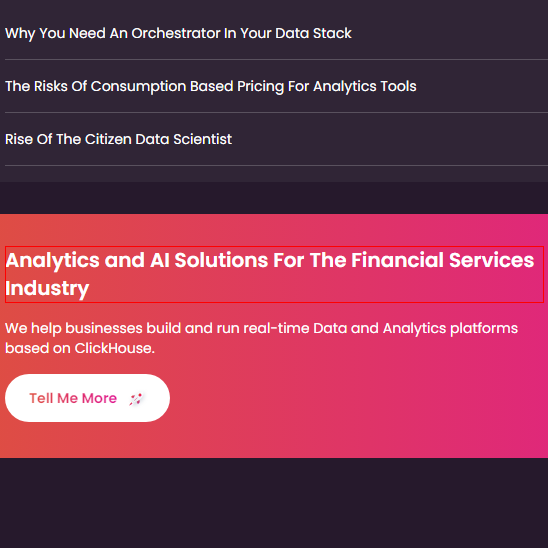 Why You Need An Orchestrator In Your Data Stack
The Risks Of Consumption Based Pricing For Analytics Tools
Rise Of The Citizen Data Scientist
Analytics and AI Solutions For The Financial Services
Industry
We help businesses build and run real-time Data and Analytics platforms
based on ClickHouse.
Tell Me More